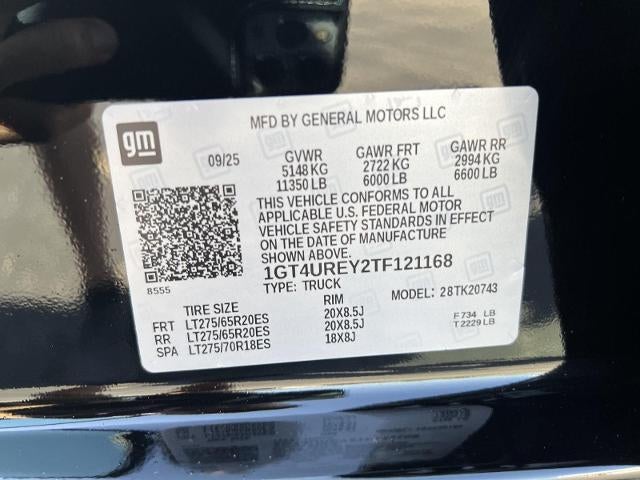 MFD BY GENERAL MOTORS LLC
gm
09/25 GVWR GAWR FRT GAWR RR
5148 KG 2722 KG 2994 KG
11350 LB 6000 LB 6600 LB
THIS VEHICLE CONFORMS TO ALL
APPLICABLE U.S. FEDERAL MOTOR
VEHICLE SAFETY STANDARDS IN EFFECT
ON THE DATE OF MANUFACTURE
SHOWN ABOVE.
8555 1GT4UREY2TF121168
TYPE: TRUCK MODEL: 28TK20743
TIRE SIZE RIM
FRT LT275/65R20ES 20X8.5J F 734 LB
RR LT275/65R20ES 20X8.5J T 2229 LB
SPA LT275/70R18ES 18X8J